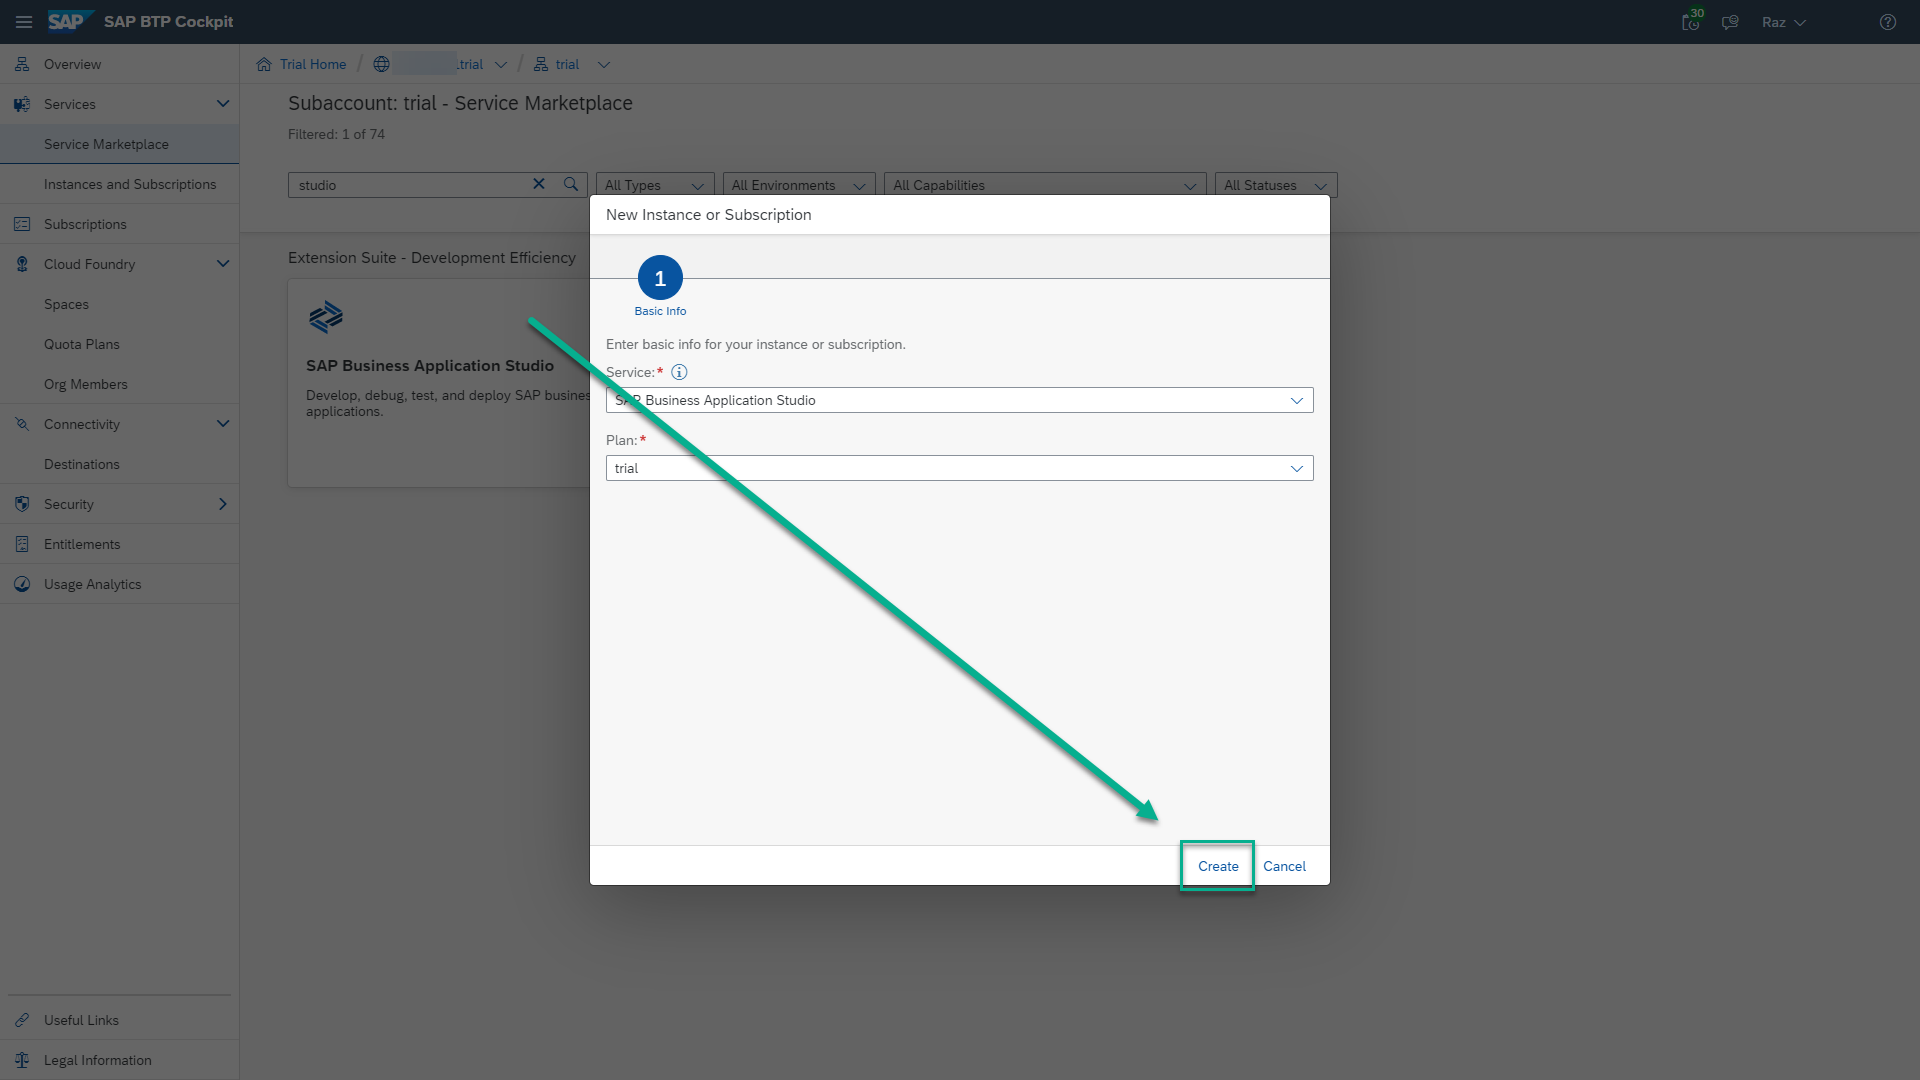 SAP
SAP BTP Cockpit
30
Raz
Overview
Services
Service Marketplace
Instances and Subscriptions
Subscriptions
Cloud Foundry
Spaces
Quota Plans
Org Members
Connectivity
Destinations
Security
Entitlements
Usage Analytics
Useful Links
Legal Information
Trial Home / trial / trial
Subaccount: trial - Service Marketplace
Filtered: 1 of 74
studio
All Types
All Environments
All Capabilities
All Statuses
Extension Suite - Development Efficiency
SAP Business Application Studio
Develop, debug, test, and deploy SAP
applications.
New Instance or Subscription
1
Basic Info
Enter basic info for your instance or subscription.
Service:*
SAP Business Application Studio
Plan:*
trial
Create
Cancel